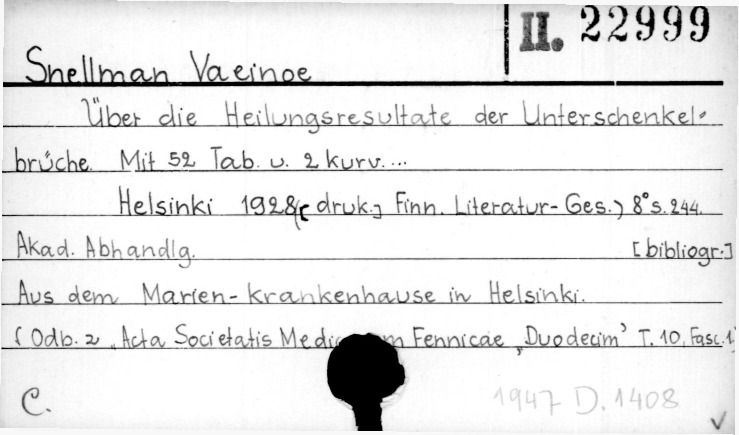 II. 22999
Snellman Vaeinoe
Über die Heilungsresultate der Unterschenkel-
brüche. Mit 52 Tab. u. 2 kurv....
Helsinki 1928 ([druk.] Finn. Literatur-Ges.) 8° s. 244.
Akad. Abhandlg. [bibliogr.]
Aus dem Marien-krankenhause in Helsinki.
(Odb. z „Acta Societatis Fennicae „Duodecim” T. 10, Fasc. 1)
C. 1947 D. 1408